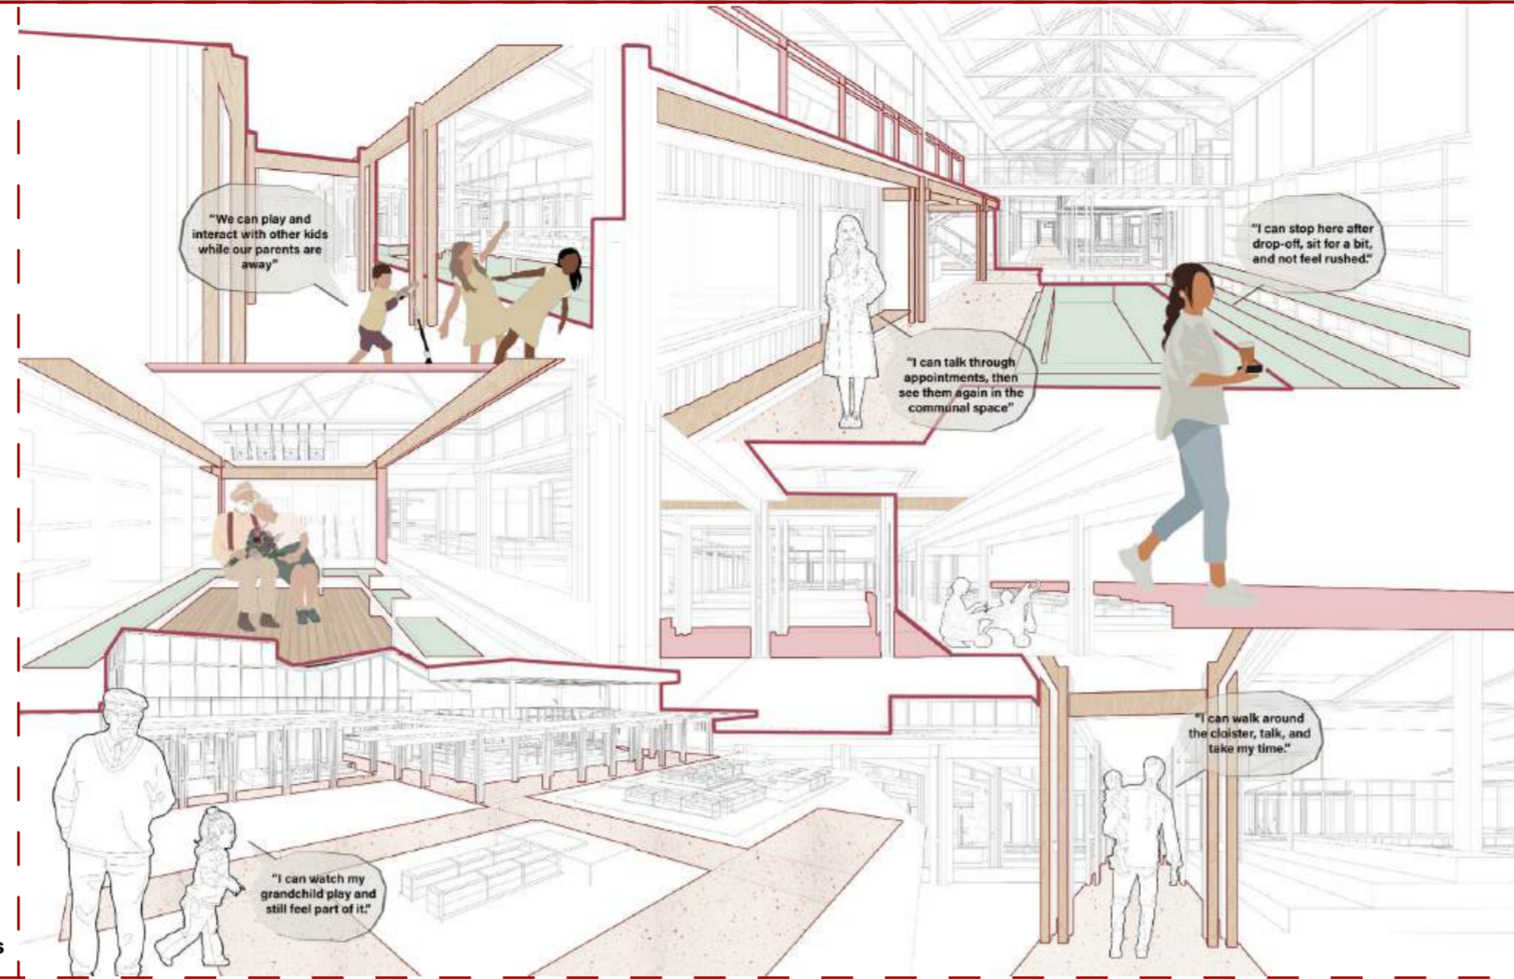 "We can play and
interact with other kids
while our parents are
away"
"I can stop here after
drop-off, sit for a bit,
and not feel rushed."
"I can talk through
appointments, then
see them again in the
communal space"
"I can walk around
the cloister, talk, and
take my time."
"I can watch my
grandchild play and
still feel part of it."
s